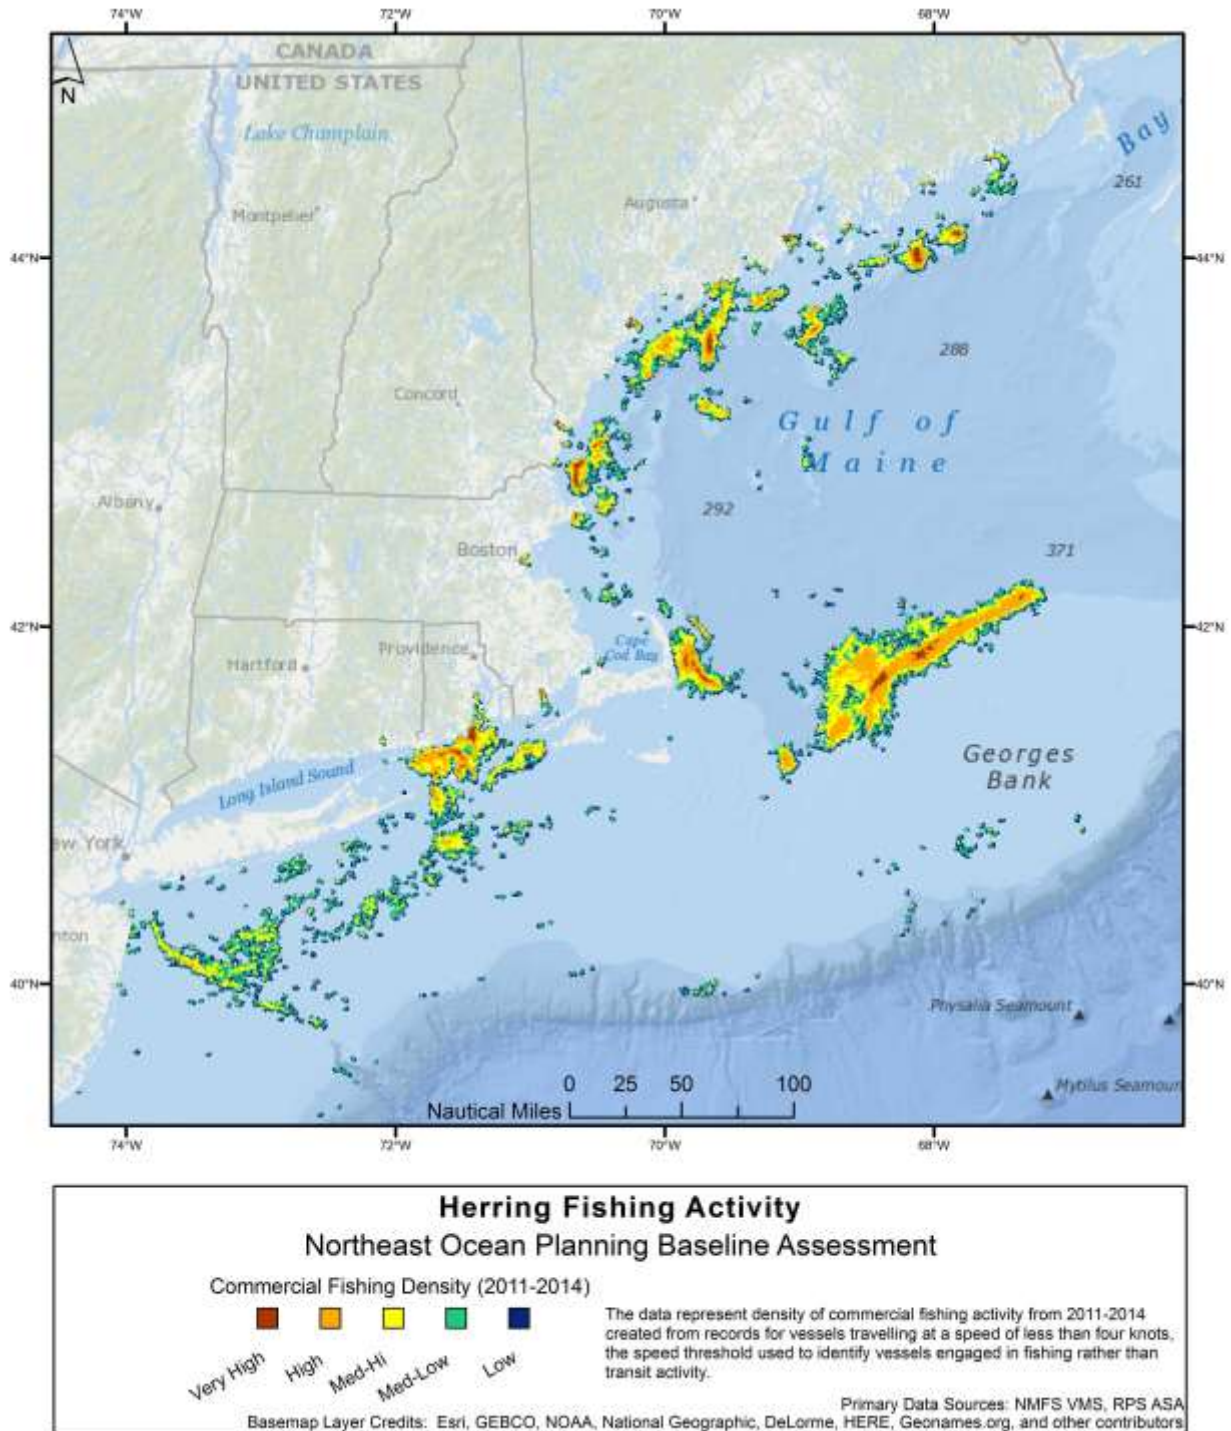 74°W 72°W 70°W 68°W
CANADA
UNITED STATES
N
Lake Champlain
Bay
261
Montpelier
Augusta
44°N 44°N
288
Concord
Gulf of
Maine
Albany
292
Boston
371
42°N 42°N
Cape
Cod Bay
Hartford
Providence
Georges
Bank
Long Island Sound
ew York
nton
40°N 40°N
Physalia Seamount
Mytilus Seamoun
0 25 50 100
Nautical Miles
74°W 72°W 70°W 68°W
Herring Fishing Activity
Northeast Ocean Planning Baseline Assessment
Commercial Fishing Density (2011-2014)
Very High High Med-Hi Med-Low Low
The data represent density of commercial fishing activity from 2011-2014
created from records for vessels travelling at a speed of less than four knots,
the speed threshold used to identify vessels engaged in fishing rather than
transit activity.
Primary Data Sources: NMFS VMS, RPS ASA
Basemap Layer Credits: Esri, GEBCO, NOAA, National Geographic, DeLorme, HERE, Geonames.org, and other contributors